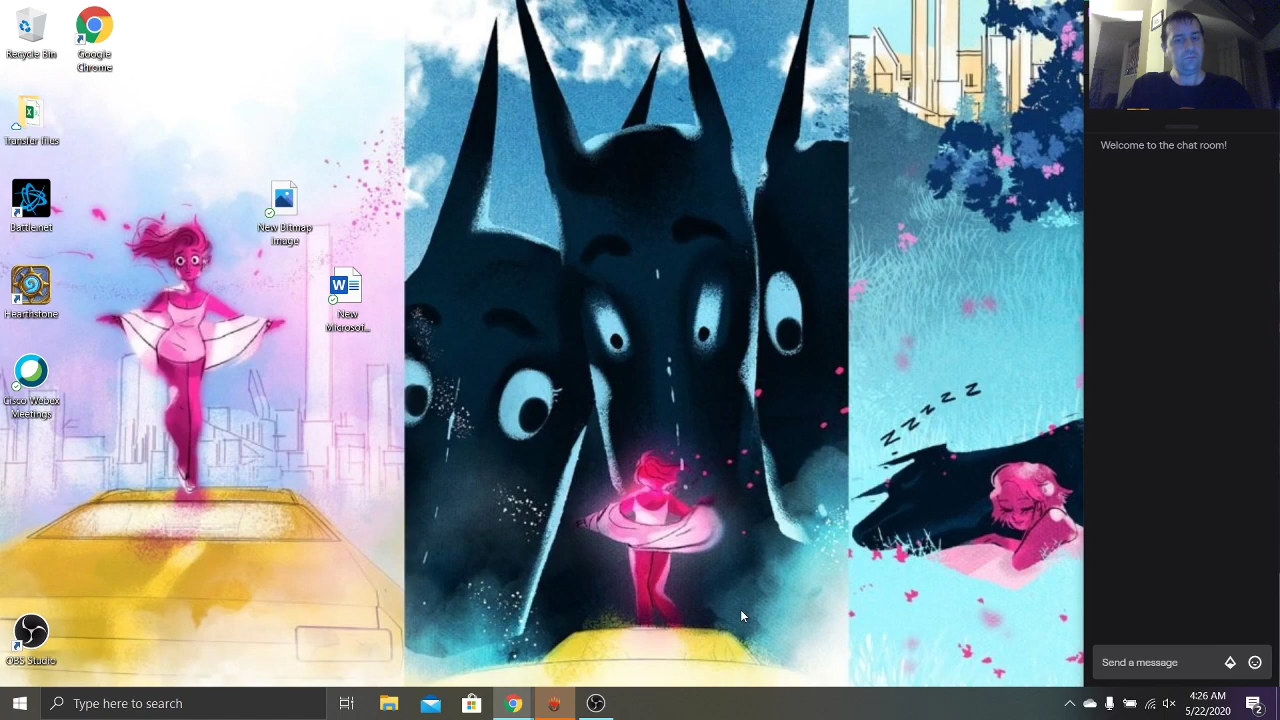 Recycle Bin
Google
Chrome
Transfer files
Battle.net
New Bitmap
Image
Hearthstone
New
Microsof...
Cisco Webex
Meetings
OBS Studio
Z Z Z Z Z
Welcome to the chat room!
Send a message
Type here to search
4:26 AM
5/22/2020
2